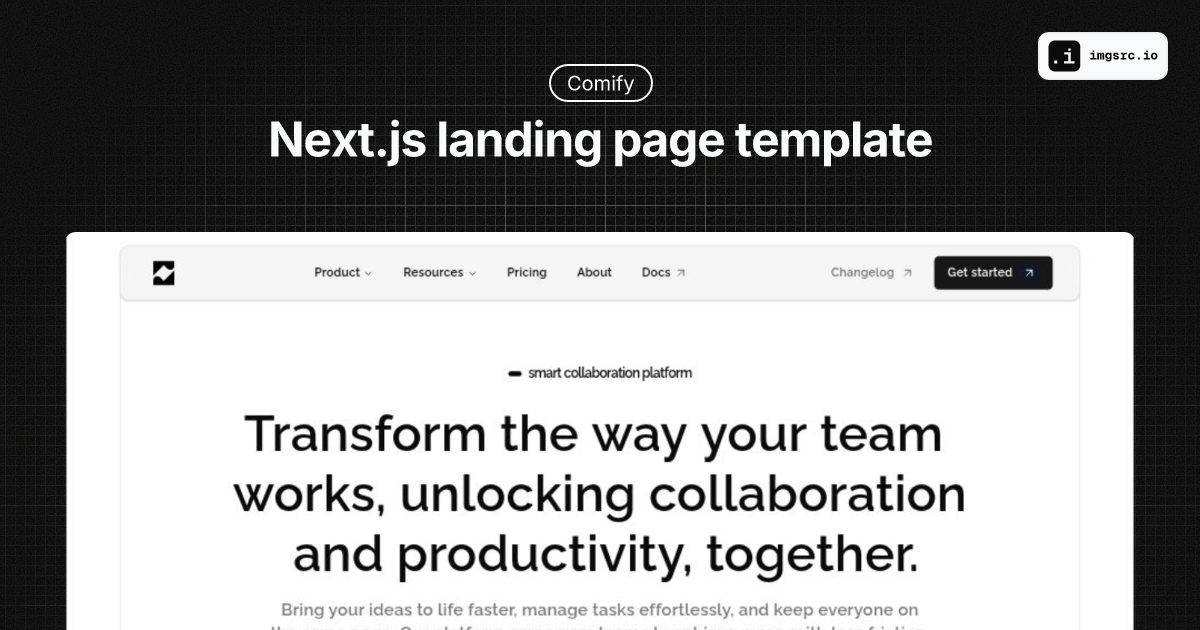 .i imgsrc.io
Comify
Next.js landing page template
Product Resources Pricing About Docs Changelog Get started
smart collaboration platform
Transform the way your team
works, unlocking collaboration
and productivity, together.
Bring your ideas to life faster, manage tasks effortlessly, and keep everyone on